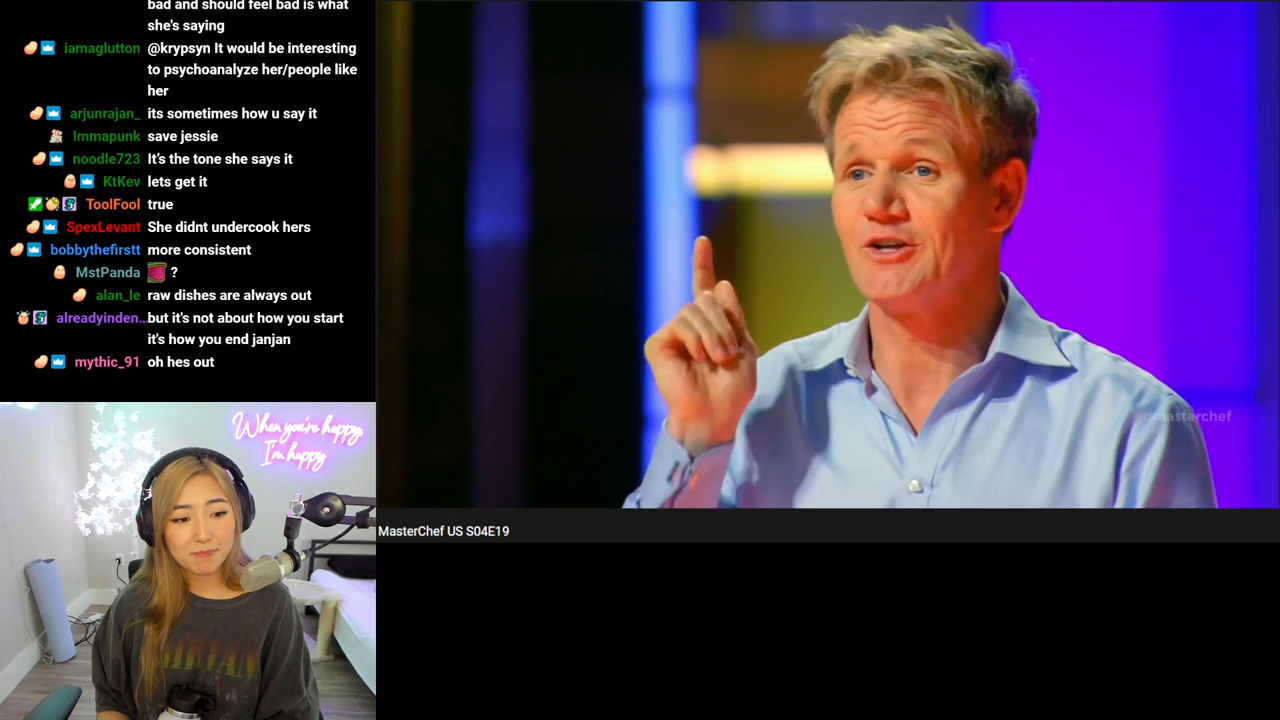 bad and should feel bad is what
she's saying
iamaglutton @krypsyn It would be interesting
to psychoanalyze her/people like
her
arjunrajan_ its sometimes how u say it
Immapunk save jessie
noodle723 It's the tone she says it
KtKev lets get it
ToolFool true
SpexLevant She didnt undercook hers
bobbythefirstt more consistent
MstPanda ?
alan_le raw dishes are always out
alreadyinden... but it's not about how you start
it's how you end janjan
mythic_91 oh hes out
When you're happy
I'm happy
masterchef
MasterChef US S04E19